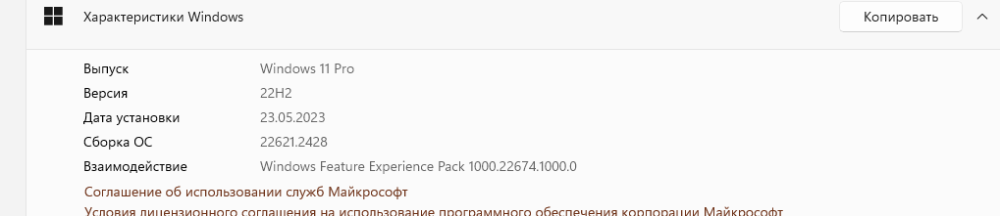 Характеристики Windows Копировать
Выпуск Windows 11 Pro
Версия 22H2
Дата установки 23.05.2023
Сборка ОС 22621.2428
Взаимодействие Windows Feature Experience Pack 1000.22674.1000.0
Соглашение об использовании служб Майкрософт
Условия лицензионного соглашения на использование программного обеспечения корпорации Майкрософт